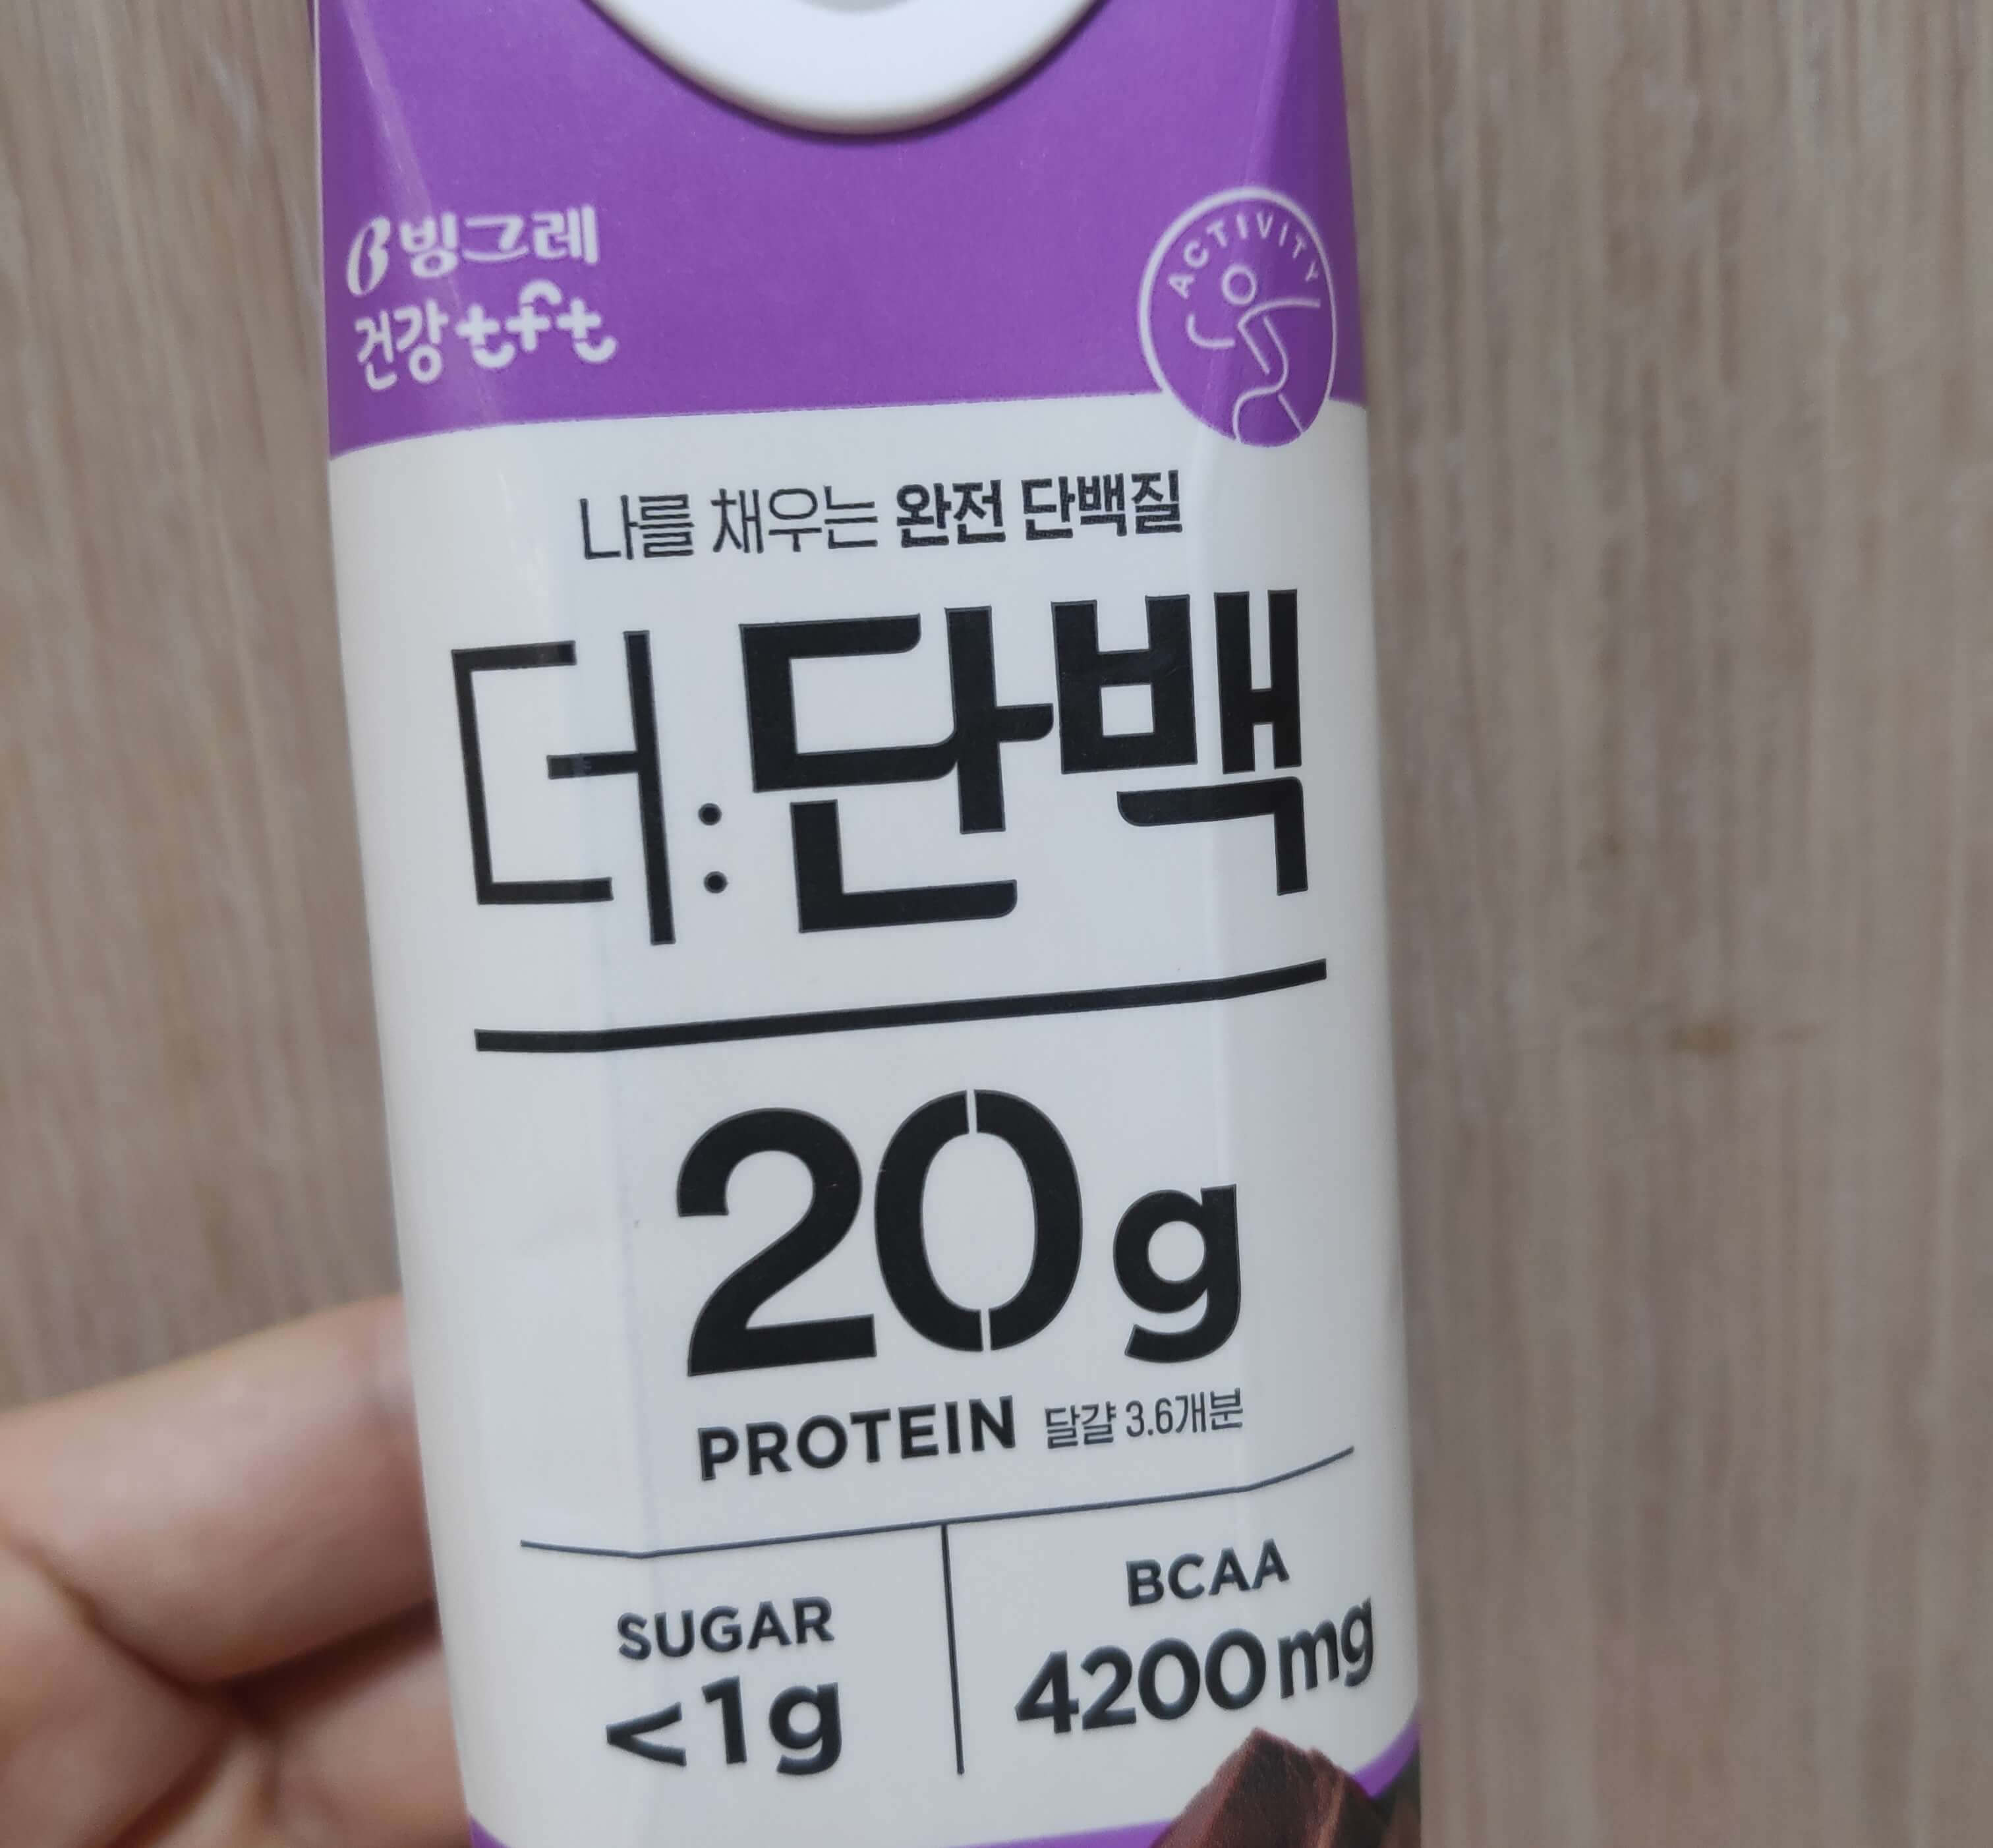 빙그레
건강 tft
ACTIVITY
나를 채우는 완전 단백질
더:단백
20g
PROTEIN 달걀 3.6개분
SUGAR
<1g
BCAA
4200mg